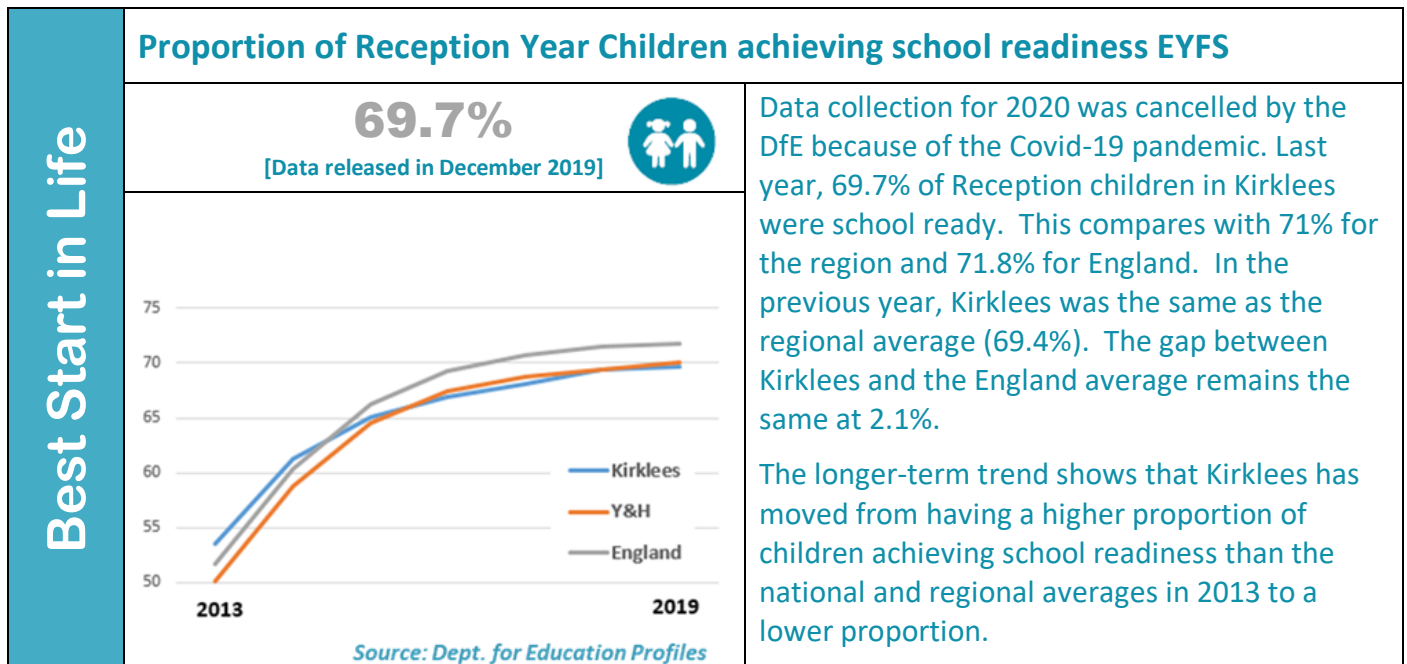 Best Start in Life
Proportion of Reception Year Children achieving school readiness EYFS
69.7%
[Data released in December 2019]
75
70
65
60
55
50
Kirklees
Y&H
England
2013
2019
Source: Dept. for Education Profiles
Data collection for 2020 was cancelled by the
DfE because of the Covid-19 pandemic. Last
year, 69.7% of Reception children in Kirklees
were school ready.  This compares with 71% for
the region and 71.8% for England.  In the
previous year, Kirklees was the same as the
regional average (69.4%).  The gap between
Kirklees and the England average remains the
same at 2.1%.
The longer-term trend shows that Kirklees has
moved from having a higher proportion of
children achieving school readiness than the
national and regional averages in 2013 to a
lower proportion.